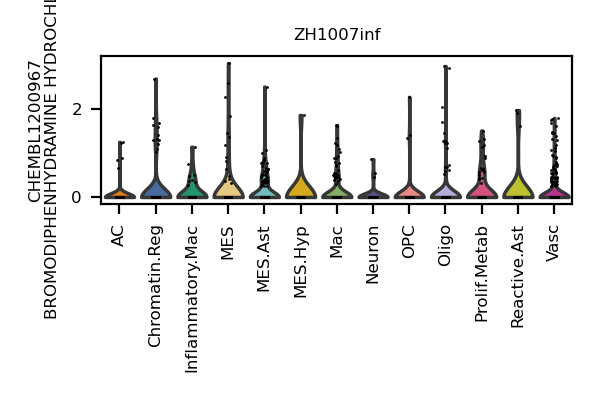 ZH1007inf
CHEMBL1200967
BROMODIPHENHYDRAMINE
2
0
AC
Chromatin.Reg
Inflammatory.Mac
MES
MES.Ast
MES.Hyp
Mac
Neuron
OPC
Oligo
Prolif.Metab
Reactive.Ast
Vasc